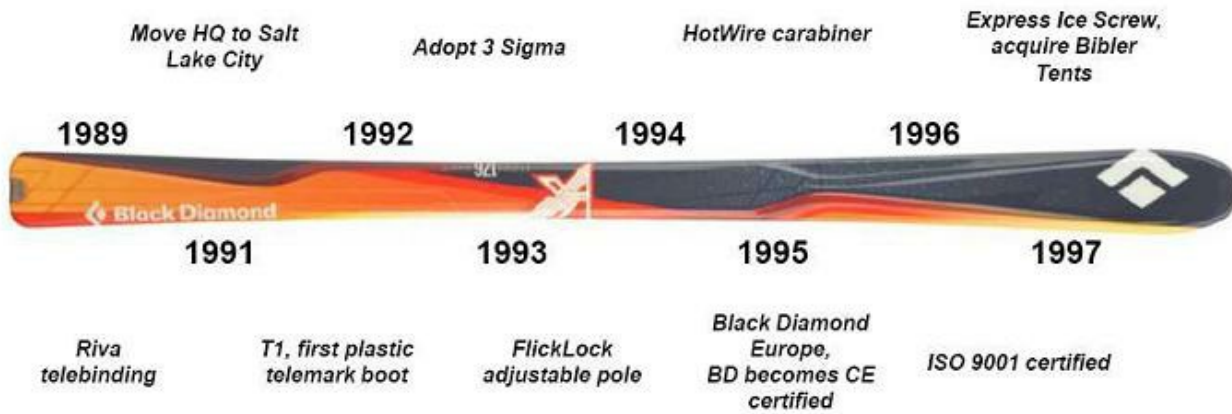 Move HQ to Salt
Lake City
Adopt 3 Sigma
HotWire carabiner
Express Ice Screw,
acquire Bibler
Tents
1989
1992
1994
1996
176
Black Diamond
1991
1993
1995
1997
Riva
telebinding
T1, first plastic
telemark boot
FlickLock
adjustable pole
Black Diamond
Europe,
BD becomes CE
certified
ISO 9001 certified